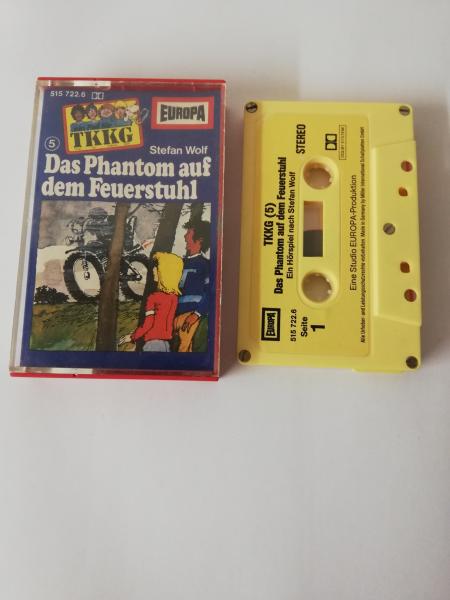 515 722.6
EUROPA
TKKG
5
Stefan Wolf
Das Phantom auf
dem Feuerstuhl
EUROPA
515 722.6
Seite
1
TKKG (5)
Das Phantom auf dem Feuerstuhl
Ein Hörspiel nach Stefan Wolf
STEREO
Eine Studio EUROPA-Produktion